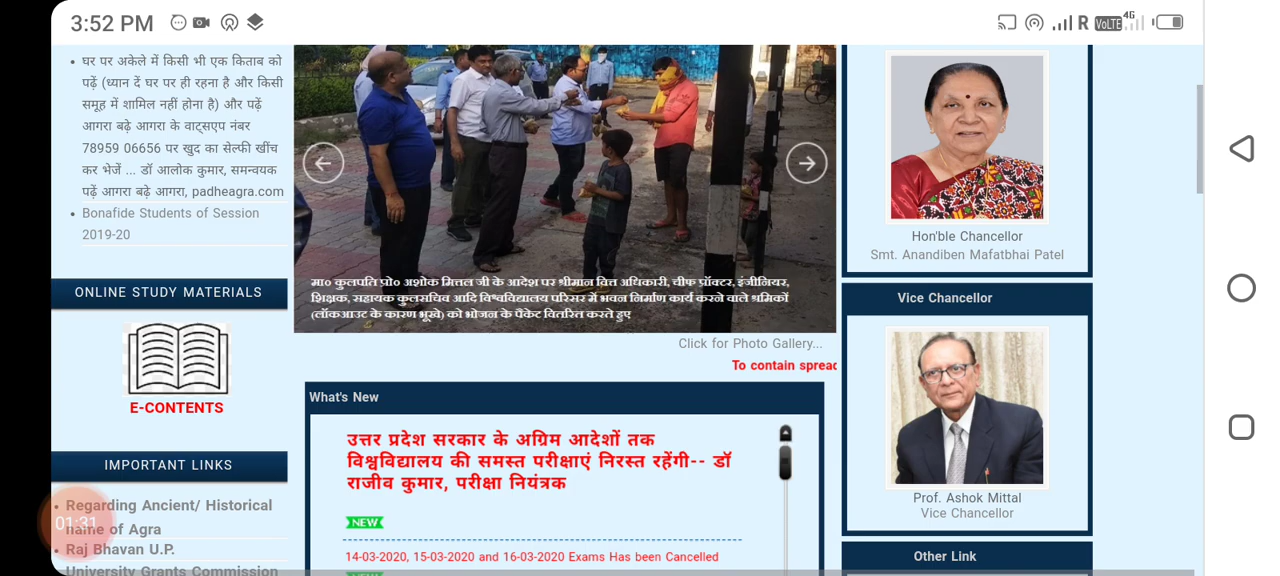 3:52 PM
R VoLTE 4G
घर पर अकेले में किसी भी एक किताब को
पढ़ें (ध्यान दें घर पर ही रहना है और किसी
समूह में शामिल नहीं होना है) और पढ़ें
आगरा बढ़े आगरा के वाट्सएप नंबर
78959 06656 पर खुद का सेल्फी खींच
कर भेजें ... डॉ आलोक कुमार, समन्वयक
पढ़ें आगरा बढ़े आगरा, padheagra.com
Bonafide Students of Session
2019-20
ONLINE STUDY MATERIALS
E-CONTENTS
IMPORTANT LINKS
Regarding Ancient/ Historical
name of Agra
01:31
Raj Bhavan U.P.
University Grants Commission
मा० कुलपति प्रो० अशोक मित्तल जी के आदेश पर श्रीमान वित्त अधिकारी, चीफ प्रॉक्टर, इंजीनियर,
शिक्षक, सहायक कुलसचिव आदि विश्वविद्यालय परिसर में भवन निर्माण कार्य करने वाले श्रमिकों
(लॉकआउट के कारण भूखे) को भोजन के पैकेट वितरित करते हुए
Click for Photo Gallery...
To contain spread
What's New
उत्तर प्रदेश सरकार के अग्रिम आदेशों तक
विश्वविद्यालय की समस्त परीक्षाएं निरस्त रहेंगी-- डॉ
राजीव कुमार, परीक्षा नियंत्रक
NEW
14-03-2020, 15-03-2020 and 16-03-2020 Exams Has been Cancelled
Hon'ble Chancellor
Smt. Anandiben Mafatbhai Patel
Vice Chancellor
Prof. Ashok Mittal
Vice Chancellor
Other Link